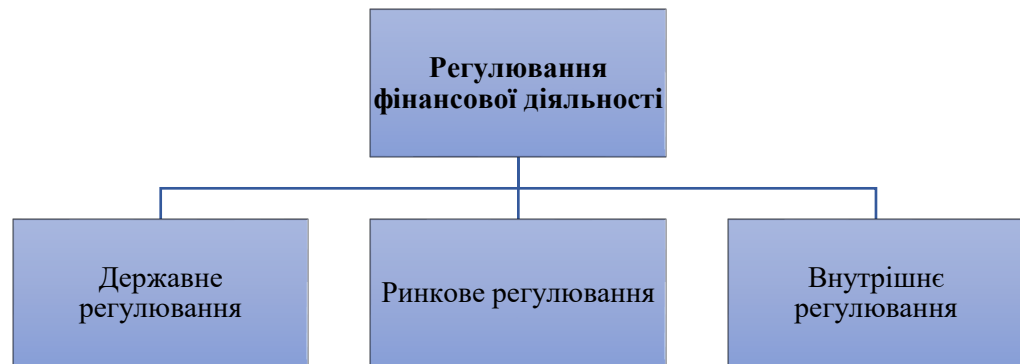 Регулювання
фінансової діяльності
Державне
регулювання
Ринкове регулювання
Внутрішнє
регулювання